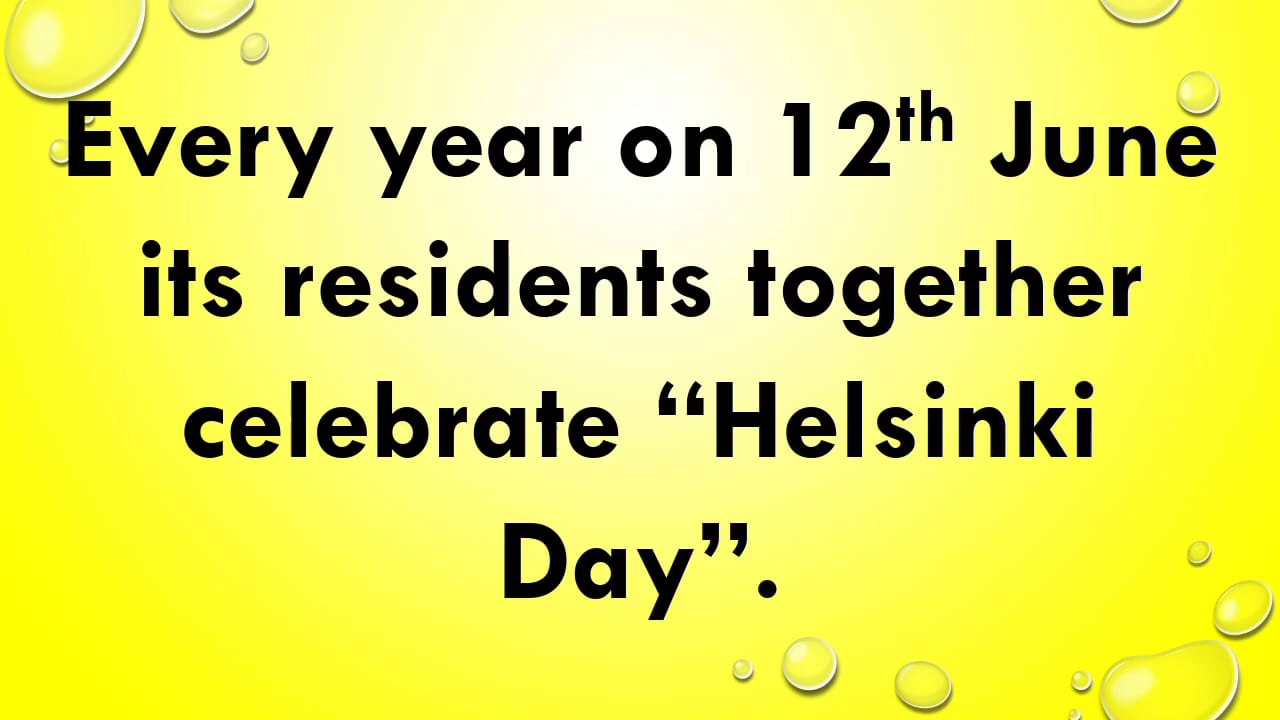 Every year on 12th June
its residents together
celebrate “Helsinki
Day”.